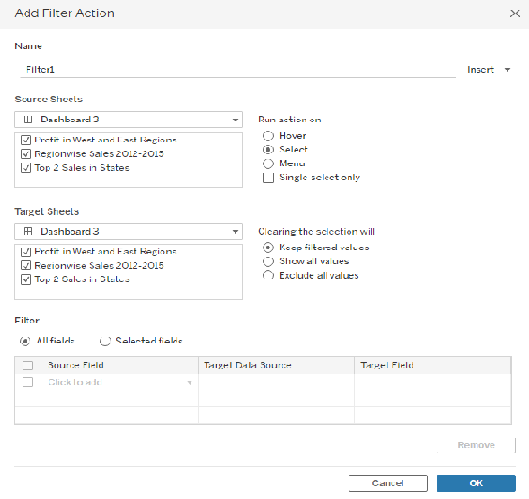 Add Filter Action
Name
Filter1
Insert
Source Sheets
Dashboard 3
Profit in West and East Regions
Regionwise Sales 2012-2015
Top 2 Sales in States
Run action on
Hover
Select
Menu
Single-select only
Target Sheets
Dashboard 3
Profit in West and East Regions
Regionwise Sales 2012-2015
Top 2 Sales in States
Clearing the selection will
Keep filtered values
Show all values
Exclude all values
Filter
All fields Selected fields
Source Field Target Data Source Target Field
Click to add
Remove
Cancel OK